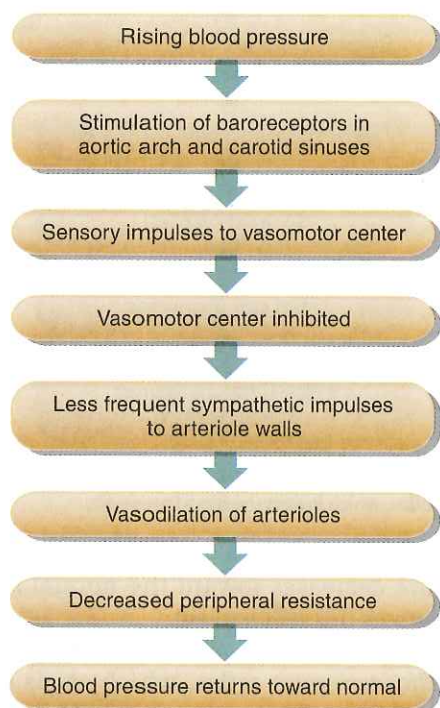 Rising blood pressure
Stimulation of baroreceptors in
aortic arch and carotid sinuses
Sensory impulses to vasomotor center
Vasomotor center inhibited
Less frequent sympathetic impulses
to arteriole walls
Vasodilation of arterioles
Decreased peripheral resistance
Blood pressure returns toward normal